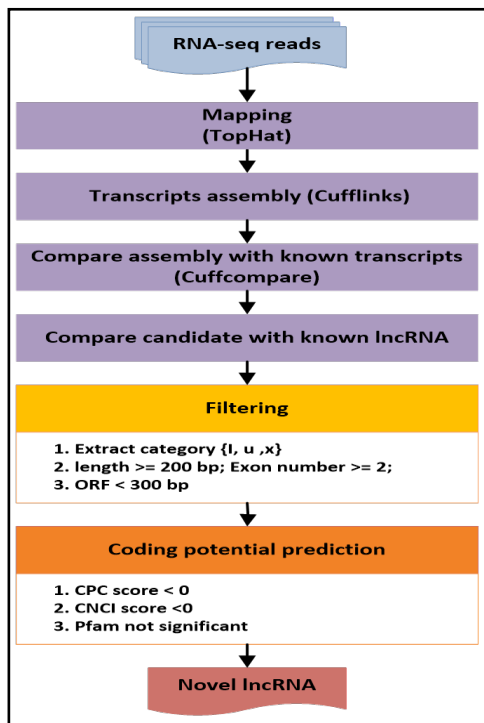 RNA-seq reads
Mapping
(TopHat)
Transcripts assembly (Cufflinks)
Compare assembly with known transcripts
(Cuffcompare)
Compare candidate with known lncRNA
Filtering
1. Extract category {I, u ,x}
2. length >= 200 bp; Exon number >= 2;
3. ORF < 300 bp
Coding potential prediction
1. CPC score < 0
2. CNCI score <0
3. Pfam not significant
Novel lncRNA